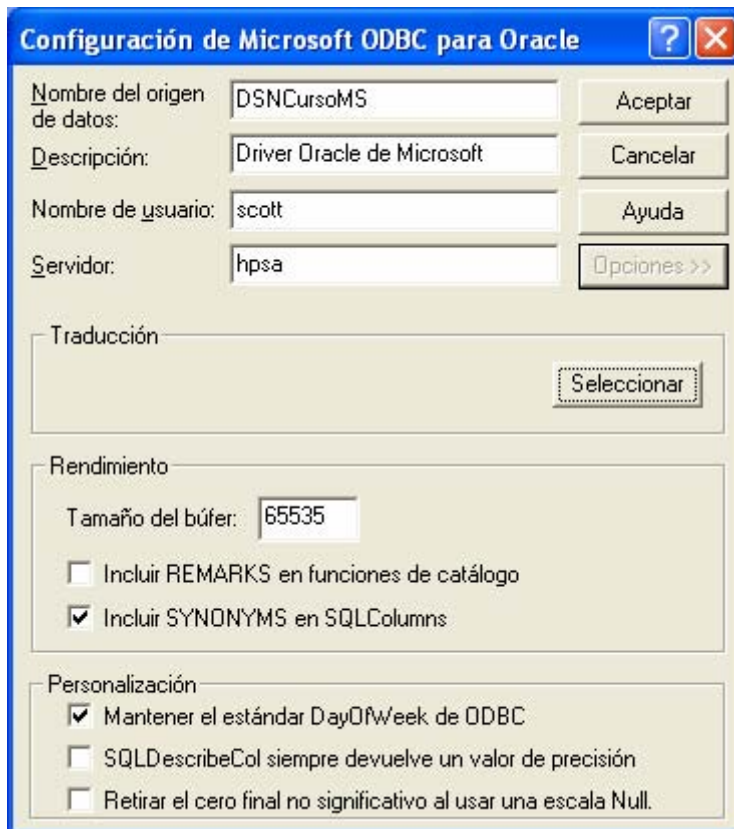 Configuración de Microsoft ODBC para Oracle
Nombre del origen de datos:
DSNCursoMS
Aceptar
Descripción:
Driver Oracle de Microsoft
Cancelar
Nombre de usuario:
scott
Ayuda
Servidor:
hpsa
Opciones >>
Traducción
Seleccionar
Rendimiento
Tamaño del búfer:
65535
Incluir REMARKS en funciones de catálogo
Incluir SYNONYMS en SQLColumns
Personalización
Mantener el estándar DayOfWeek de ODBC
SQLDescribeCol siempre devuelve un valor de precisión
Retirar el cero final no significativo al usar una escala Null.